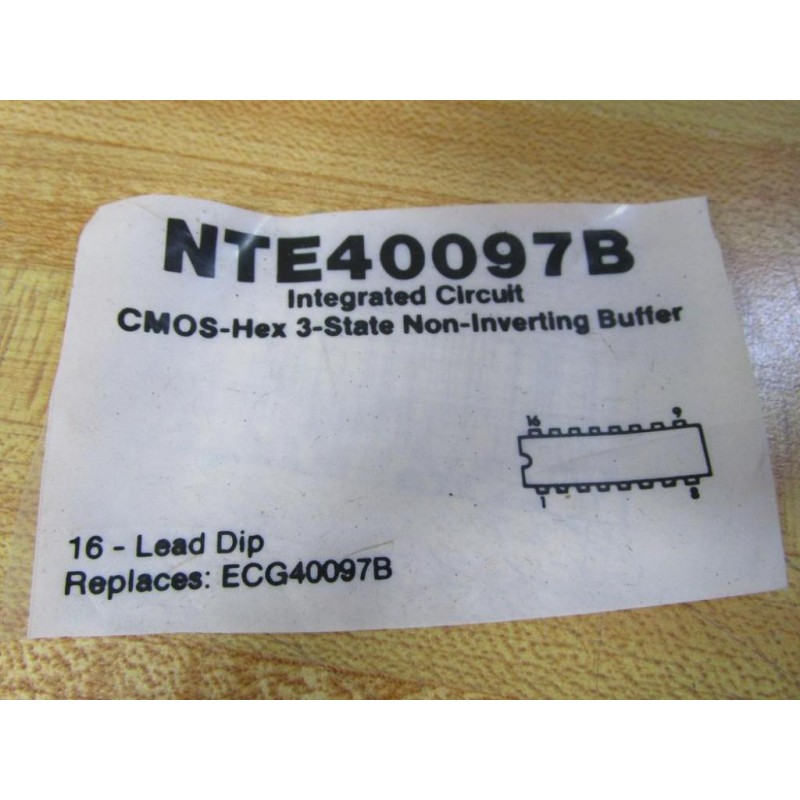 NTE40097B
Integrated Circuit
CMOS-Hex 3-State Non-Inverting Buffer
16 9
1 8
16 - Lead Dip
Replaces: ECG40097B